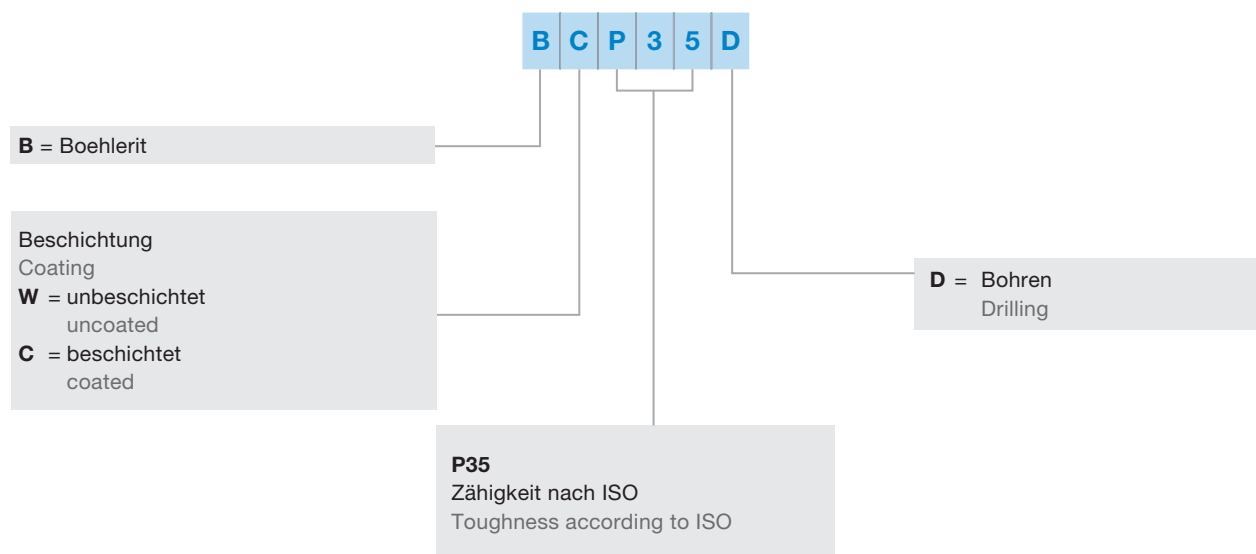 B C P 3 5 D
B = Boehlerit
Beschichtung
Coating
W = unbeschichtet
uncoated
C = beschichtet
coated
D = Bohren
Drilling
P35
Zähigkeit nach ISO
Toughness according to ISO